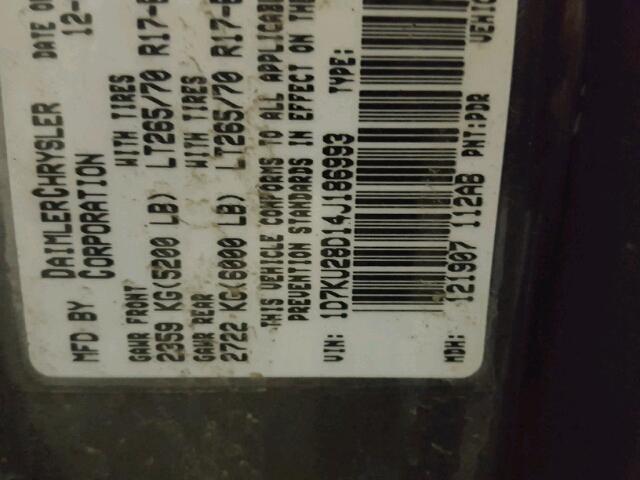 MFD BY DAIMLERCHRYSLER CORPORATION DATE OF
12-
GAWR FRONT WITH TIRES
2359 KG(5200 LB) LT265/70 R17-
GAWR REAR WITH TIRES
2722 KG(6000 LB) LT265/70 R17-
THIS VEHICLE CONFORMS TO ALL APPLICABL
PREVENTION STANDARDS IN EFFECT ON THE
VIN: 1D7KU28D14J186993 TYPE:
VEHIC
MDH: 121907 112AB PNT:PDR